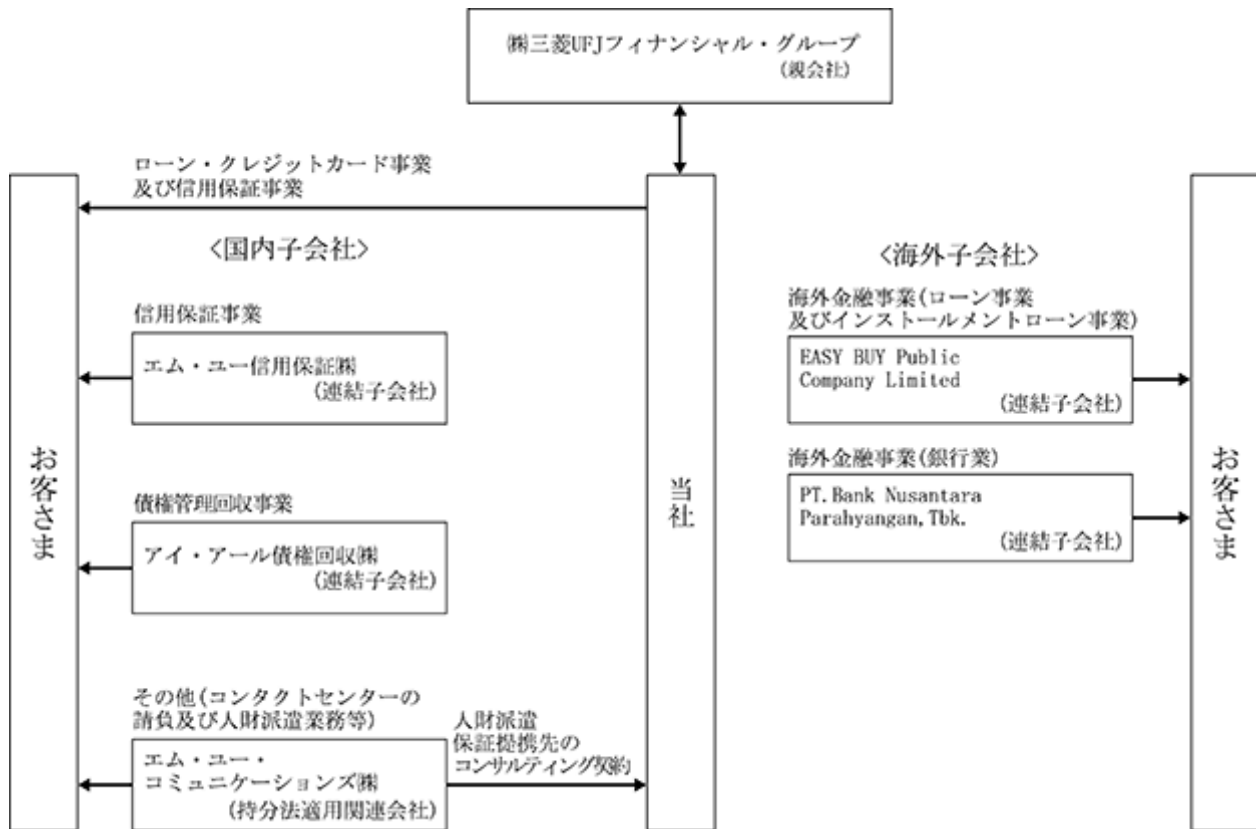 ㈱三菱UFJフィナンシャル・グループ
(親会社)
ローン・クレジットカード事業
及び信用保証事業
<国内子会社>
信用保証事業
エム・ユー信用保証㈱
(連結子会社)
債権管理回収事業
アイ・アール債権回収㈱
(連結子会社)
その他(コンタクトセンターの
請負及び人財派遣業務等)
エム・ユー・
コミュニケーションズ㈱
(持分法適用関連会社)
人財派遣
保証提携先の
コンサルティング契約
お客さま
当社
<海外子会社>
海外金融事業(ローン事業
及びインストールメントローン事業)
EASY BUY Public
Company Limited
(連結子会社)
海外金融事業(銀行業)
PT.Bank Nusantara
Parahyangan,Tbk.
(連結子会社)
お客さま